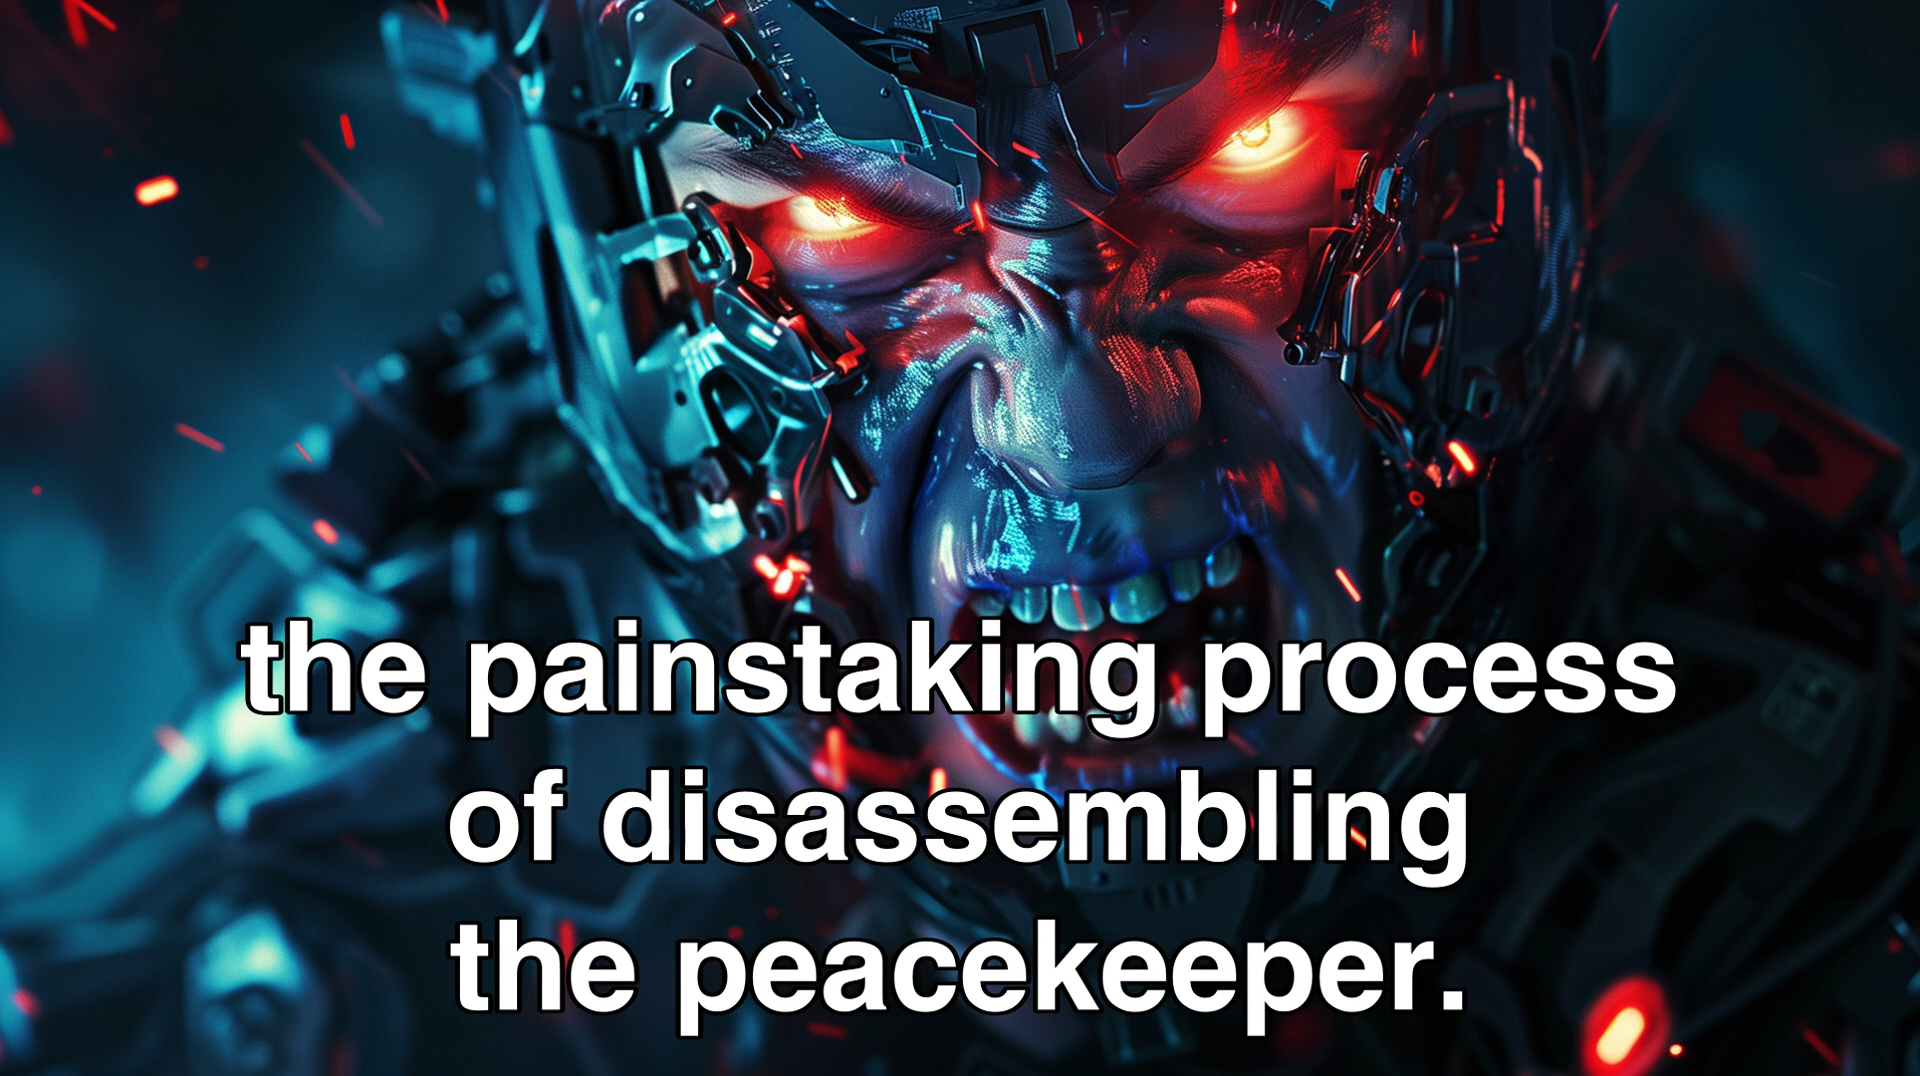 the painstaking process
of disassembling
the peacekeeper.